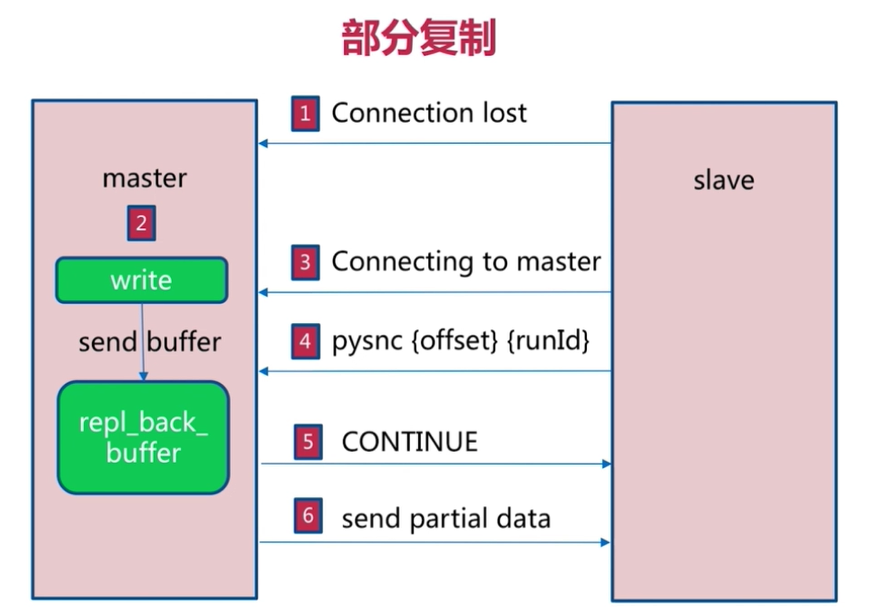 部分复制
1 Connection lost
master
slave
2
3 Connecting to master
write
send buffer
4 pysnc {offset} {runId}
repl_back_
buffer
5 CONTINUE
6 send partial data